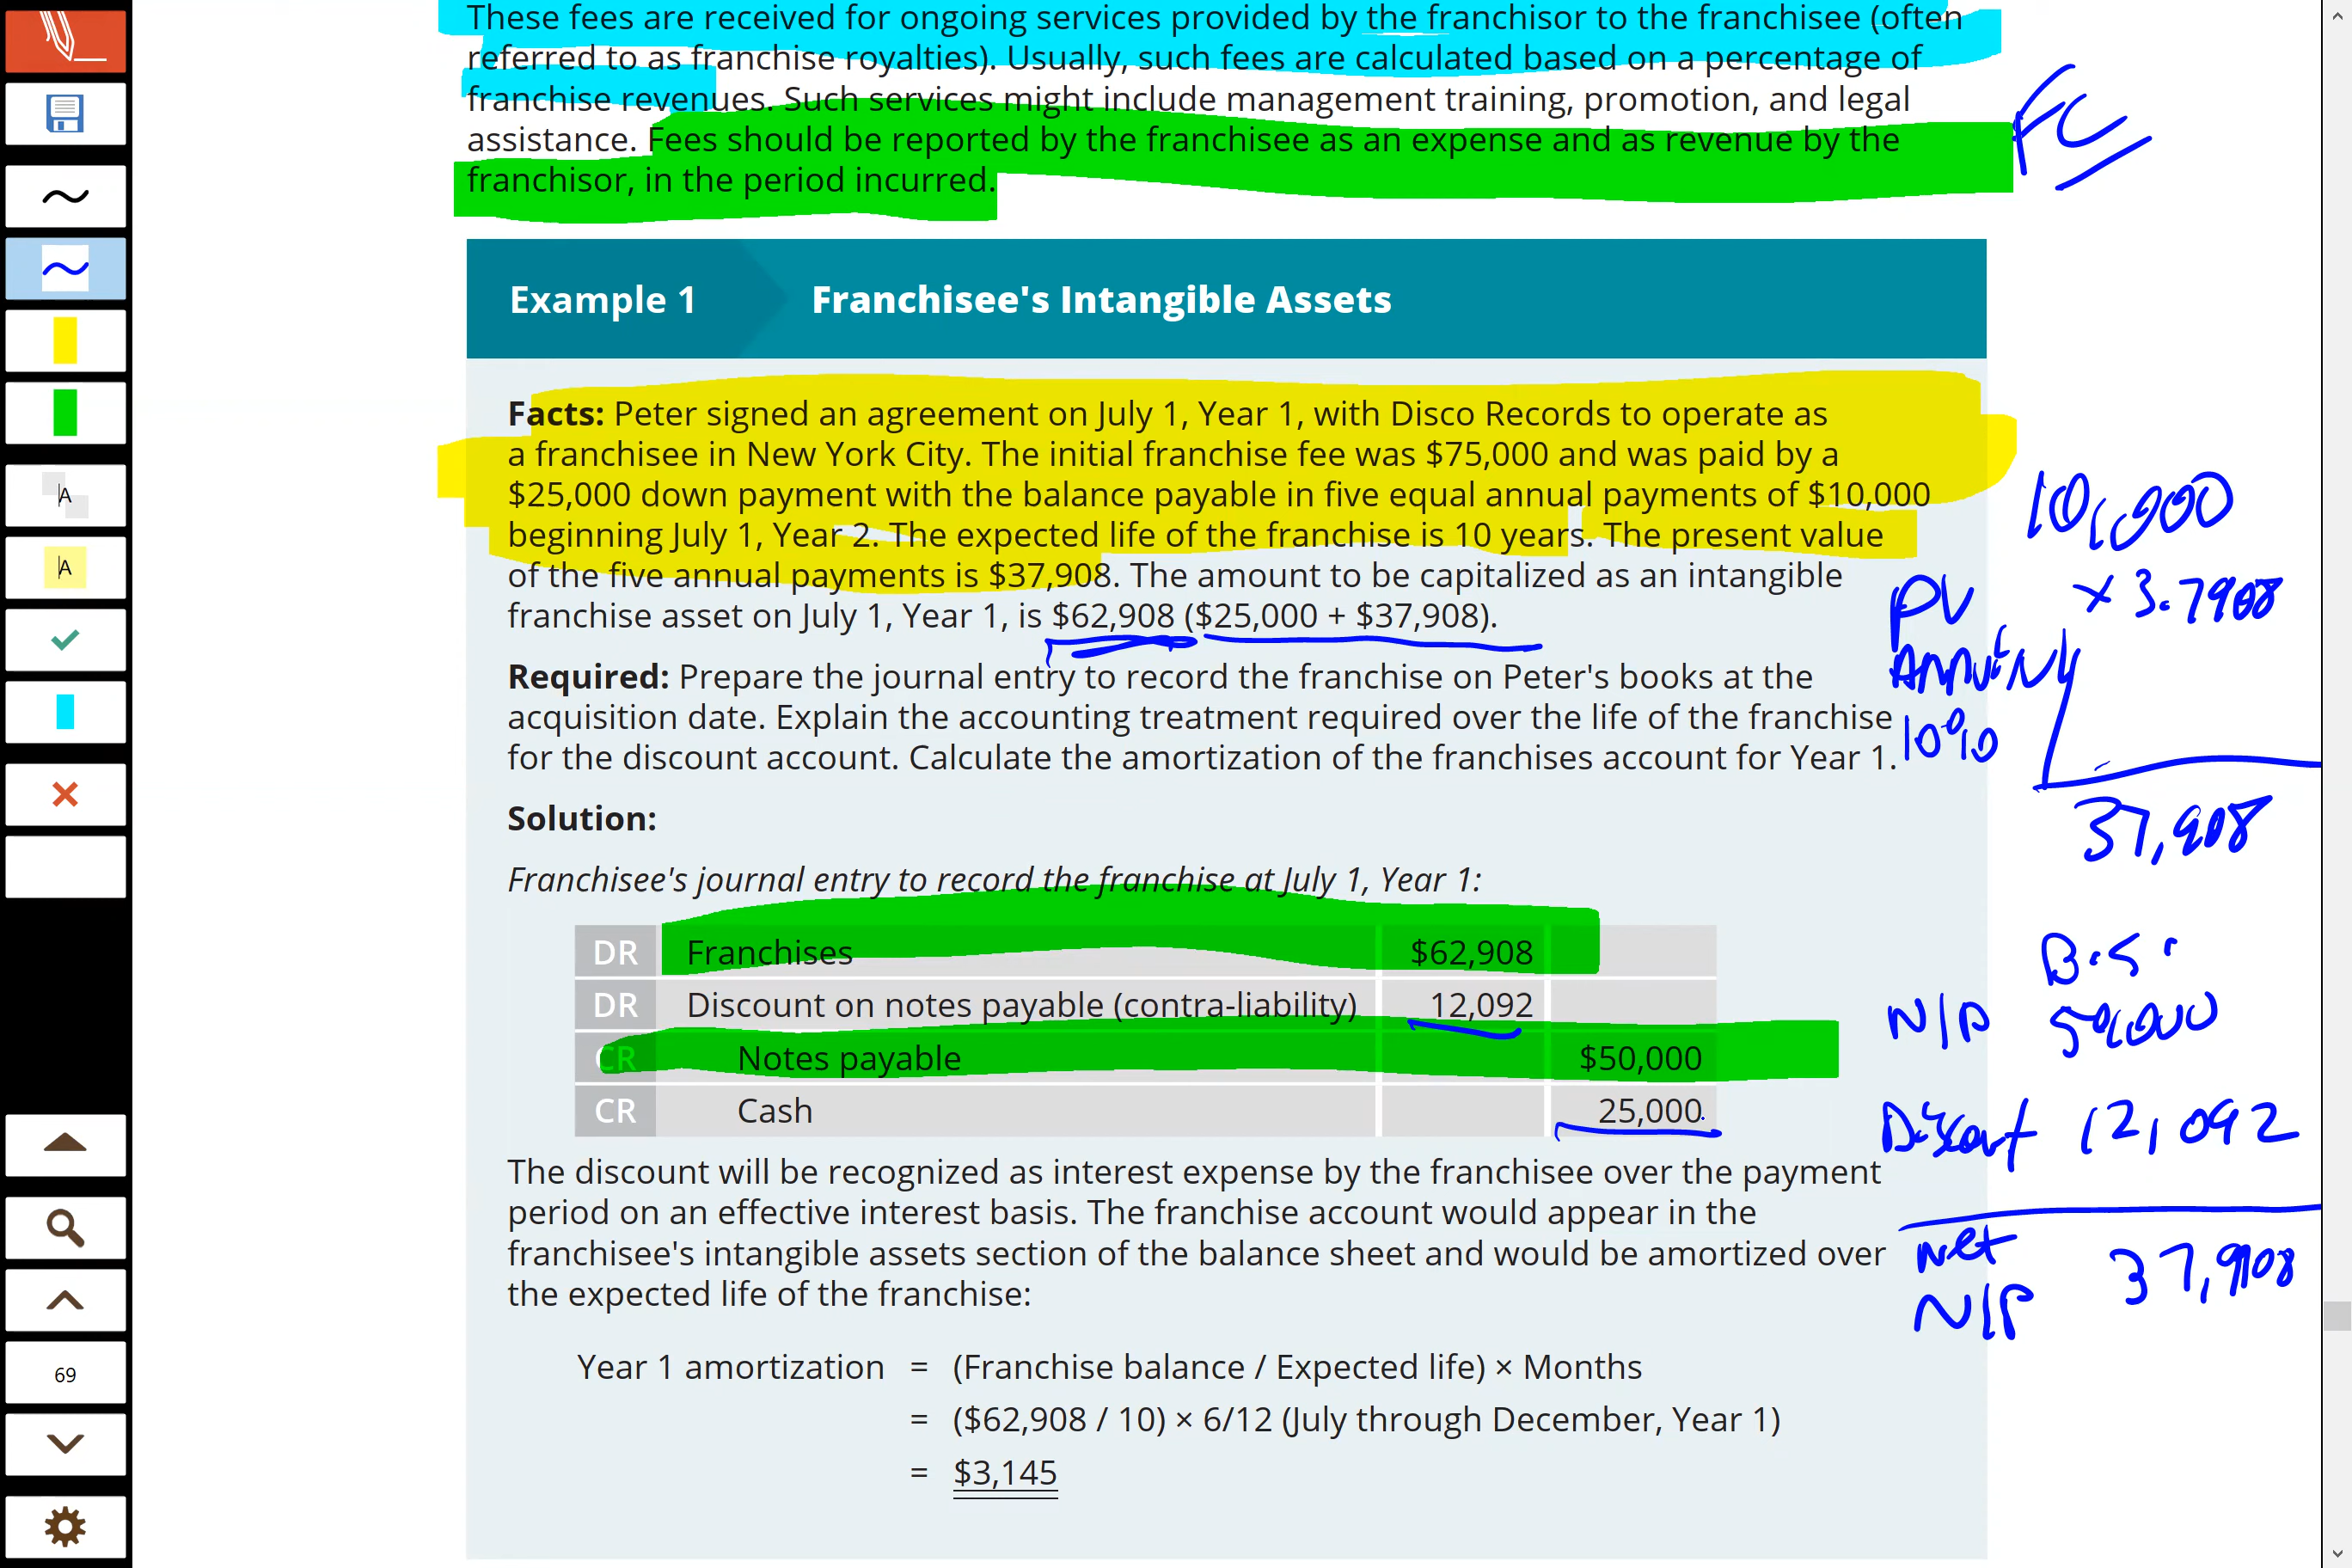 These fees are received for ongoing services provided by the franchisor to the franchisee (often
referred to as franchise royalties). Usually, such fees are calculated based on a percentage of
franchise revenues. Such services might include management training, promotion, and legal
assistance. Fees should be reported by the franchisee as an expense and as revenue by the
franchisor, in the period incurred.
FC
Example 1 Franchisee's Intangible Assets
Facts: Peter signed an agreement on July 1, Year 1, with Disco Records to operate as
a franchisee in New York City. The initial franchise fee was $75,000 and was paid by a
$25,000 down payment with the balance payable in five equal annual payments of $10,000
beginning July 1, Year 2. The expected life of the franchise is 10 years. The present value
of the five annual payments is $37,908. The amount to be capitalized as an intangible
franchise asset on July 1, Year 1, is $62,908 ($25,000 + $37,908).
Required: Prepare the journal entry to record the franchise on Peter's books at the
acquisition date. Explain the accounting treatment required over the life of the franchise
for the discount account. Calculate the amortization of the franchises account for Year 1.
10,000
PV × 3.7908
Annuity
10%
37,908
Solution:
Franchisee's journal entry to record the franchise at July 1, Year 1:
DR Franchises $62,908
DR Discount on notes payable (contra-liability) 12,092
CR Notes payable $50,000
CR Cash 25,000
B.S.
N/P 50,000
Discount 12,092
Net
N/P 37,908
The discount will be recognized as interest expense by the franchisee over the payment
period on an effective interest basis. The franchise account would appear in the
franchisee's intangible assets section of the balance sheet and would be amortized over
the expected life of the franchise:
Year 1 amortization = (Franchise balance / Expected life) × Months
= ($62,908 / 10) × 6/12 (July through December, Year 1)
= $3,145
A
A
69